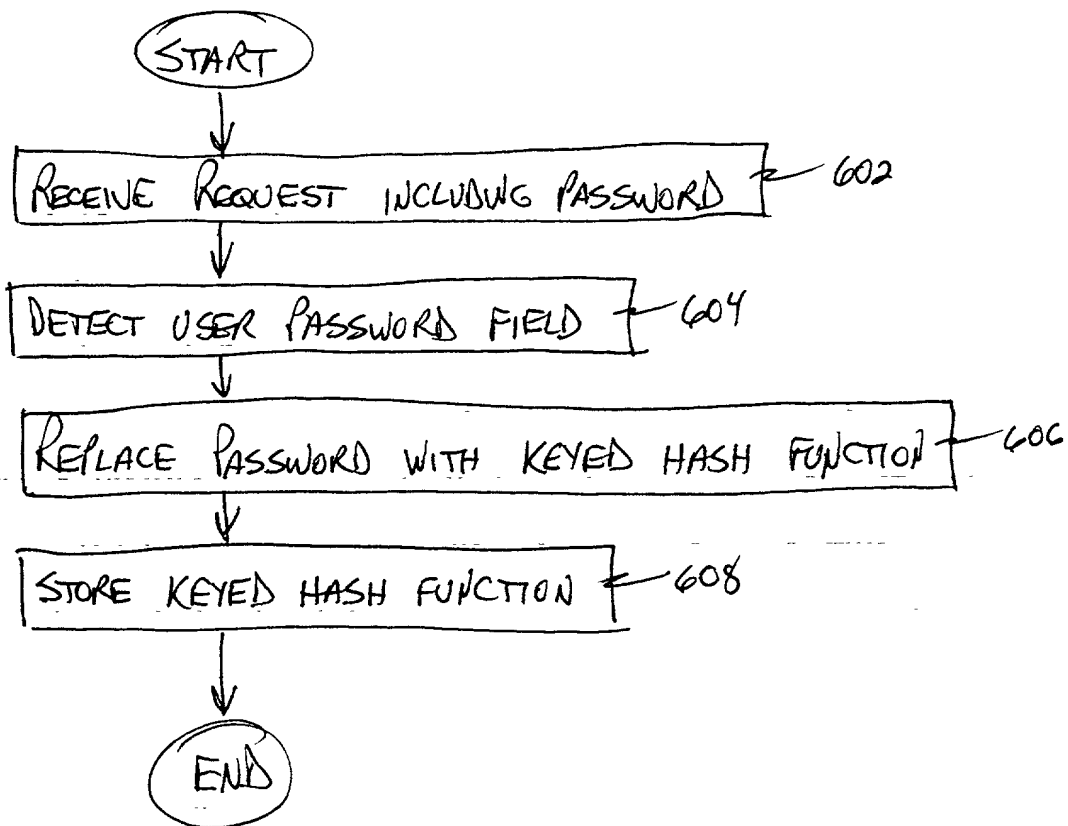 START
RECEIVE REQUEST INCLUDING PASSWORD 602
DETECT USER PASSWORD FIELD 604
REPLACE PASSWORD WITH KEYED HASH FUNCTION 606
STORE KEYED HASH FUNCTION 608
END